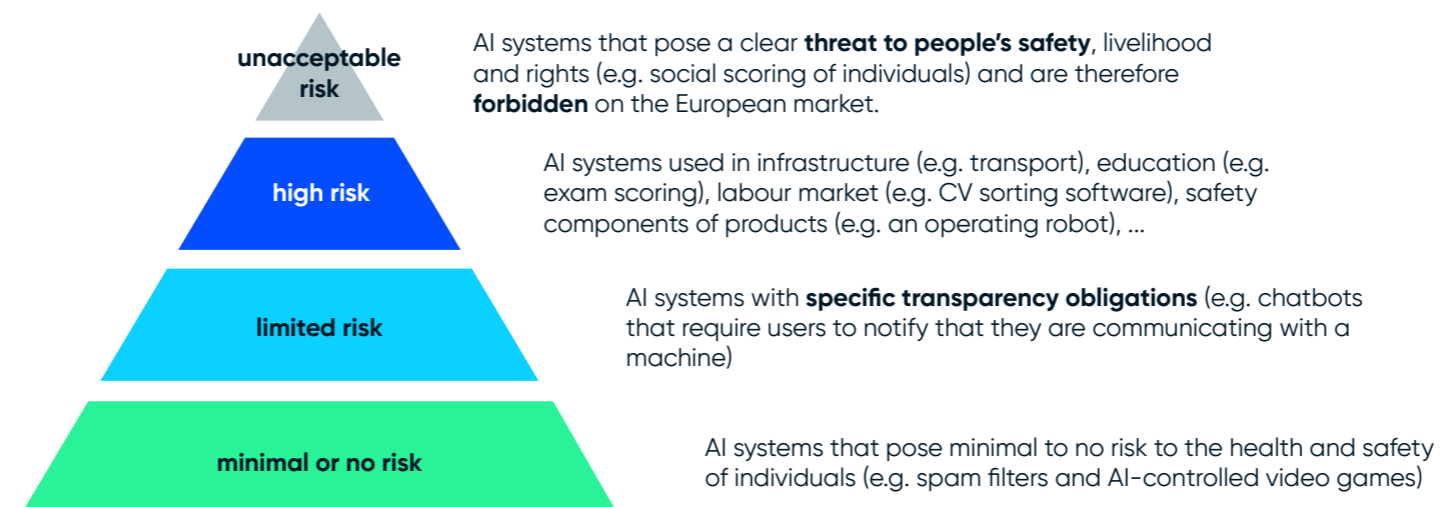 unacceptable
risk
AI systems that pose a clear threat to people's safety, livelihood
and rights (e.g. social scoring of individuals) and are therefore
forbidden on the European market.
high risk
AI systems used in infrastructure (e.g. transport), education (e.g.
exam scoring), labour market (e.g. CV sorting software), safety
components of products (e.g. an operating robot), ...
limited risk
AI systems with specific transparency obligations (e.g. chatbots
that require users to notify that they are communicating with a
machine)
minimal or no risk
AI systems that pose minimal to no risk to the health and safety
of individuals (e.g. spam filters and AI-controlled video games)